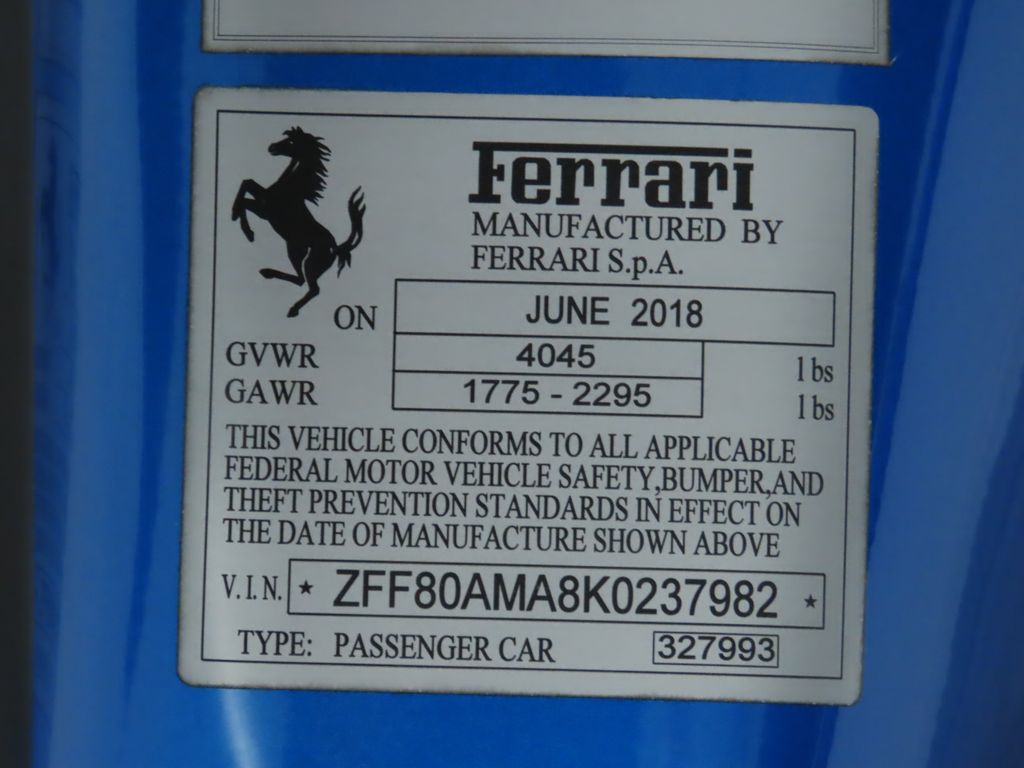 Ferrari
MANUFACTURED BY
FERRARI S.p.A.
ON JUNE 2018
GVWR 4045 lbs
GAWR 1775 - 2295 lbs
THIS VEHICLE CONFORMS TO ALL APPLICABLE
FEDERAL MOTOR VEHICLE SAFETY,BUMPER,AND
THEFT PREVENTION STANDARDS IN EFFECT ON
THE DATE OF MANUFACTURE SHOWN ABOVE
V.I.N. ★ ZFF80AMA8K0237982 ★
TYPE: PASSENGER CAR 327993